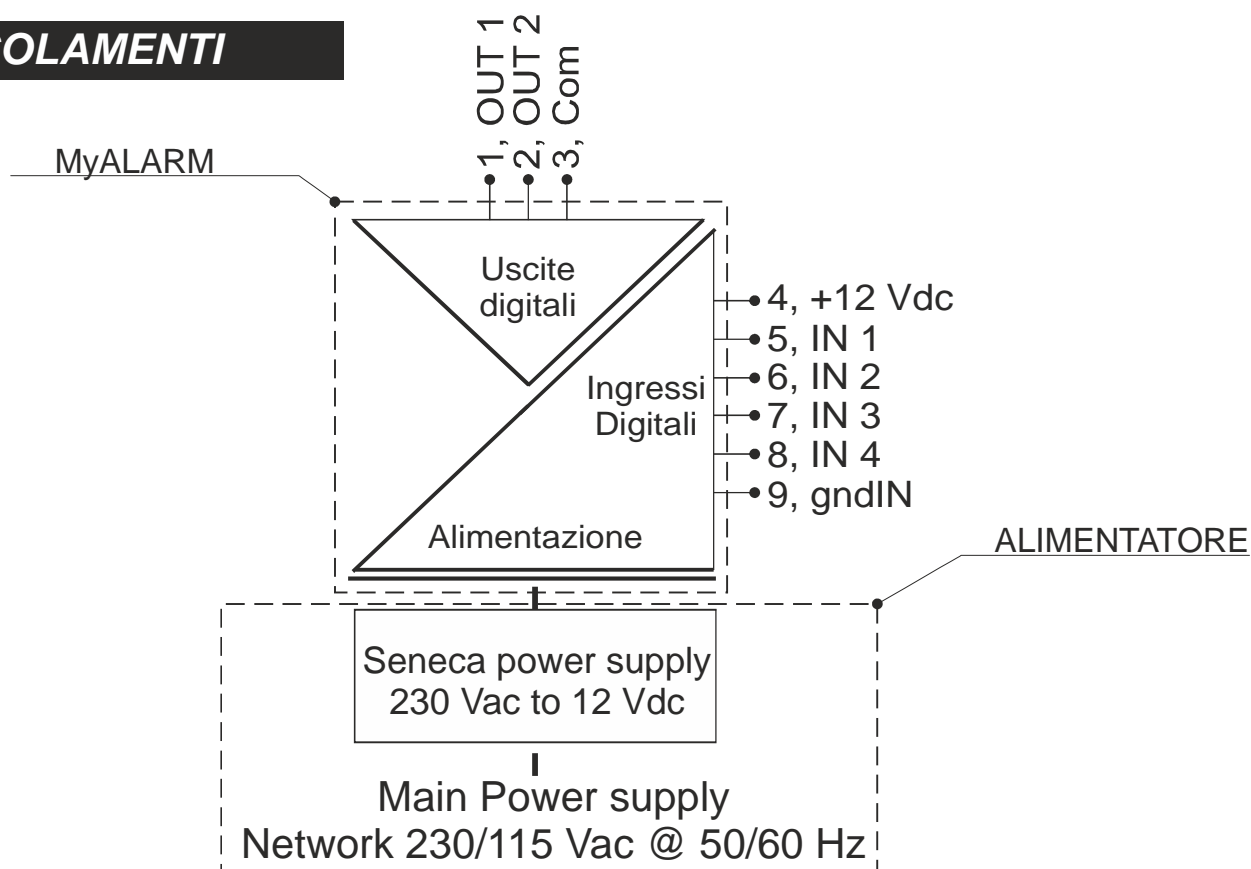 OLAMENTI
1, OUT 1
2, OUT 2
3, Com
MyALARM
Uscite
digitali
4, +12 Vdc
5, IN 1
6, IN 2
7, IN 3
8, IN 4
9, gndIN
Ingressi
Digitali
Alimentazione
ALIMENTATORE
Seneca power supply
230 Vac to 12 Vdc
Main Power supply
Network 230/115 Vac @ 50/60 Hz